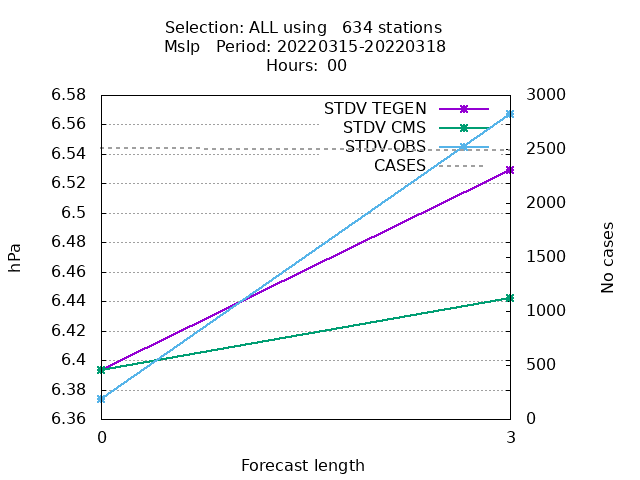 Selection: ALL using   634 stations
Mslp   Period: 20220315-20220318
Hours: 00
6.58
6.56
6.54
6.52
6.5
6.48
6.46
6.44
6.42
6.4
6.38
6.36
hPa
STDV TEGEN
STDV CMS
STDV OBS
CASES
3000
2500
2000
1500
1000
500
0
No cases
0
3
Forecast length